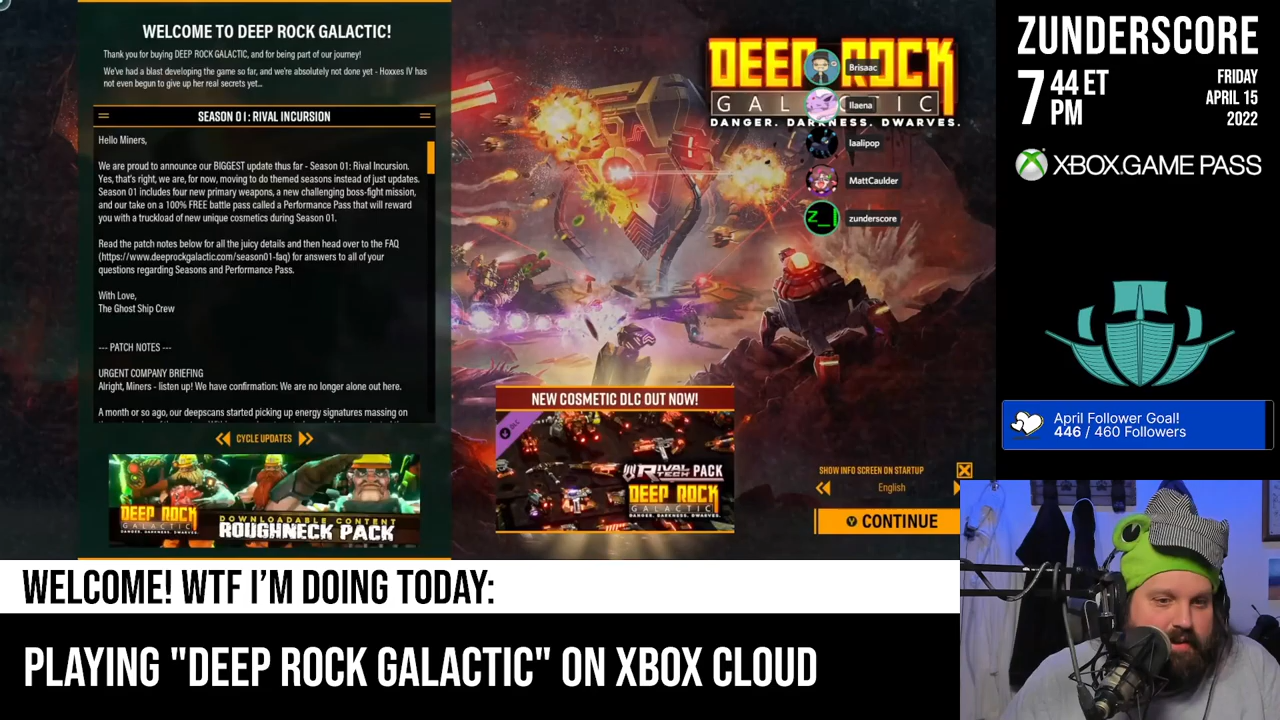 WELCOME TO DEEP ROCK GALACTIC!
Thank you for buying DEEP ROCK GALACTIC, and for being part of our journey!
We've had a blast developing the game so far, and we're absolutely not done yet - Hoxxes IV has
not even begun to give up her real secrets yet...
SEASON 01: RIVAL INCURSION
Hello Miners,
We are proud to announce our BIGGEST update thus far - Season 01: Rival Incursion.
Yes, that's right, we are, for now, moving to do themed seasons instead of just updates.
Season 01 includes four new primary weapons, a new challenging boss-fight mission,
and our take on a 100% FREE battle pass called a Performance Pass that will reward
you with a truckload of new unique cosmetics during Season 01.
Read the patch notes below for all the juicy details and then head over to the FAQ
(https://www.deeprockgalactic.com/season01-faq) for answers to all of your
questions regarding Seasons and Performance Pass.
With Love,
The Ghost Ship Crew
--- PATCH NOTES ---
URGENT COMPANY BRIEFING
Alright, Miners - listen up! We have confirmation: We are no longer alone out here.
A month or so ago, our deepscans started picking up energy signatures massing on
CYCLE UPDATES
DEEP ROCK
GALACTIC
DANGER. DARKNESS. DWARVES.
DOWNLOADABLE CONTENT
ROUGHNECK PACK
DEEP ROCK
GALACTIC
DANGER. DARKNESS. DWARVES.
Brisaac
Ilaena
laalipop
MattCaulder
z_
zunderscore
NEW COSMETIC DLC OUT NOW!
DLC
RIVAL TECH PACK
DEEP ROCK
GALACTIC
DANGER. DARKNESS. DWARVES.
SHOW INFO SCREEN ON STARTUP
English
Y CONTINUE
ZUNDERSCORE
7 44 ET
PM
FRIDAY
APRIL 15
2022
XBOX GAME PASS
April Follower Goal!
446 / 460 Followers
WELCOME! WTF I'M DOING TODAY:
PLAYING "DEEP ROCK GALACTIC" ON XBOX CLOUD